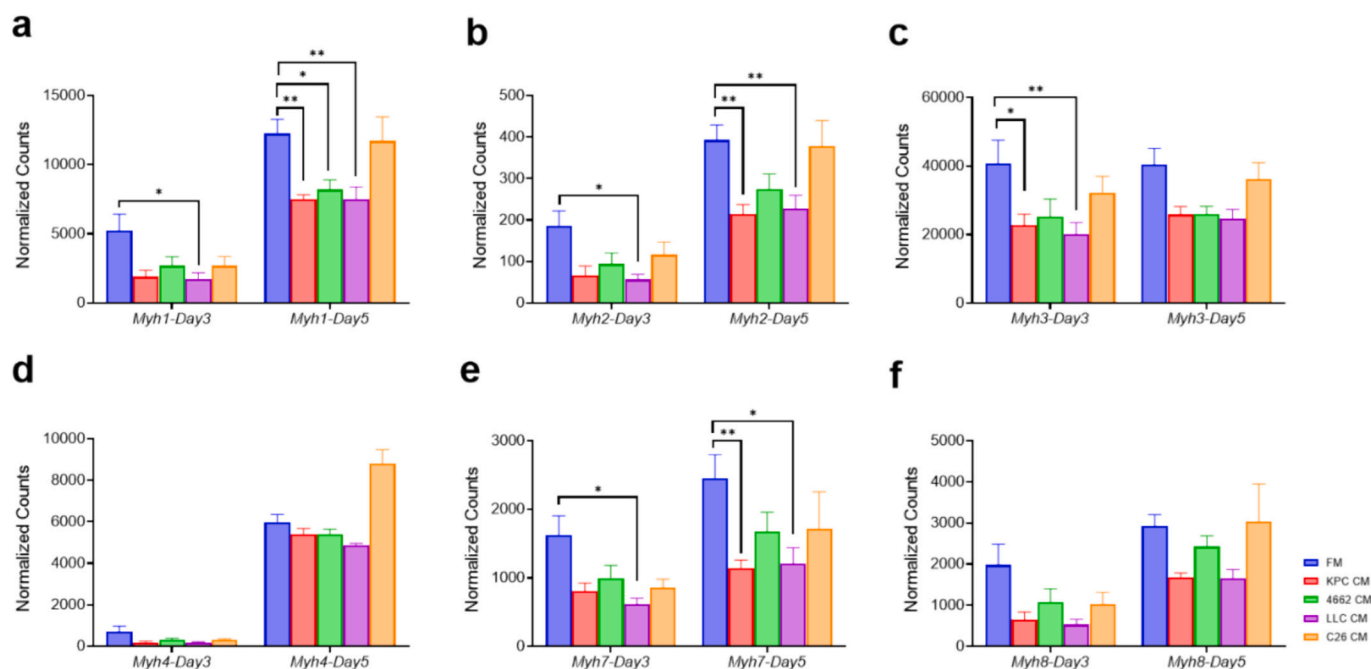 a
**
*
**
*
Normalized Counts
15000
10000
5000
0
Myh1-Day3
Myh1-Day5
b
**
**
*
Normalized Counts
500
400
300
200
100
0
Myh2-Day3
Myh2-Day5
c
**
*
Normalized Counts
60000
40000
20000
0
Myh3-Day3
Myh3-Day5
d
Normalized Counts
10000
8000
6000
4000
2000
0
Myh4-Day3
Myh4-Day5
e
*
**
*
Normalized Counts
3000
2000
1000
0
Myh7-Day3
Myh7-Day5
f
Normalized Counts
5000
4000
3000
2000
1000
0
Myh8-Day3
Myh8-Day5
FM
KPC CM
4662 CM
LLC CM
C26 CM